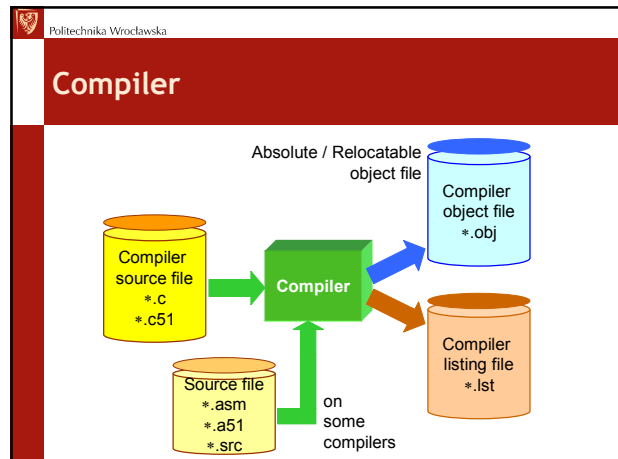 Politechnika Wrocławska
Compiler
Absolute / Relocatable
object file
Compiler
object file
*.obj
Compiler
source file
*.c
*.c51
Compiler
Compiler
listing file
*.lst
Source file
*.asm
*.a51
*.src
on
some
compilers